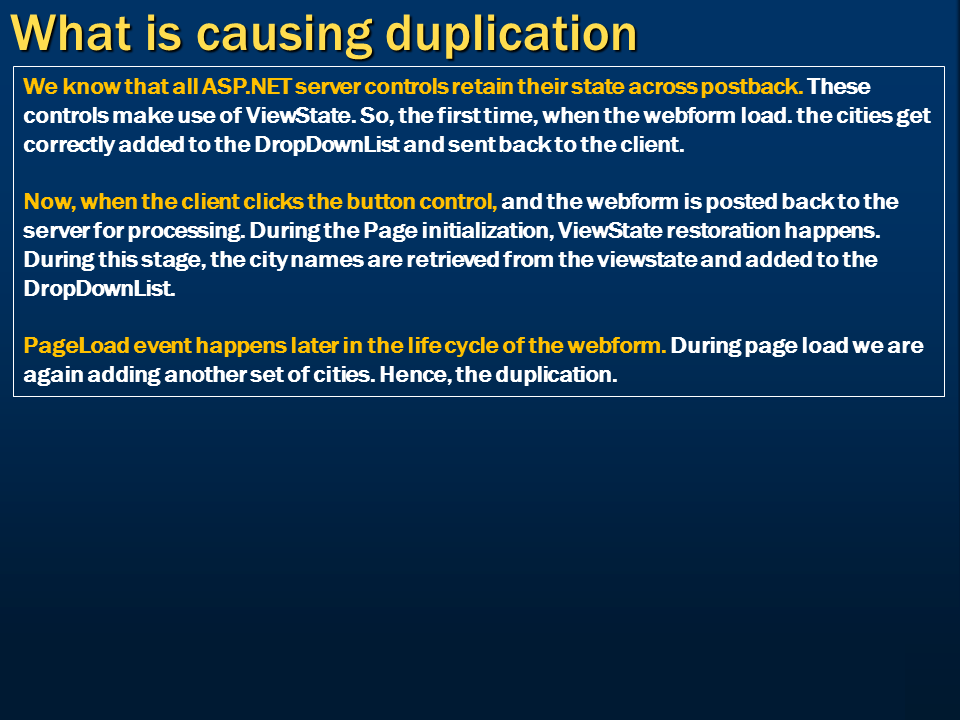 What is causing duplication
We know that all ASP.NET server controls retain their state across postback. These
controls make use of ViewState. So, the first time, when the webform load. the cities get
correctly added to the DropDownList and sent back to the client.
Now, when the client clicks the button control, and the webform is posted back to the
server for processing. During the Page initialization, ViewState restoration happens.
During this stage, the city names are retrieved from the viewstate and added to the
DropDownList.
PageLoad event happens later in the life cycle of the webform. During page load we are
again adding another set of cities. Hence, the duplication.